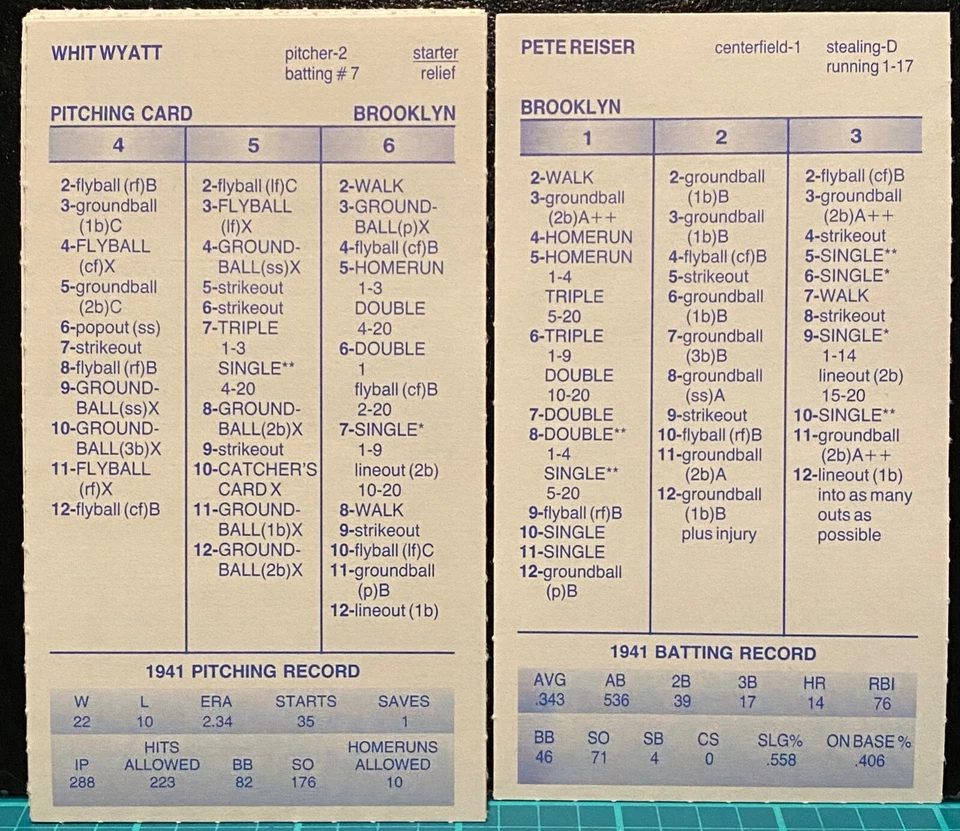 WHIT WYATT pitcher-2 starter
batting # 7 relief
PITCHING CARD BROOKLYN
4 5 6
2-flyball (rf)B
3-groundball
(1b)C
4-FLYBALL
(cf)X
5-groundball
(2b)C
6-popout (ss)
7-strikeout
8-flyball (rf)B
9-GROUND-
BALL(ss)X
10-GROUND-
BALL(3b)X
11-FLYBALL
(rf)X
12-flyball (cf)B
2-flyball (lf)C
3-FLYBALL
(lf)X
4-GROUND-
BALL(ss)X
5-strikeout
6-strikeout
7-TRIPLE
1-3
SINGLE**
4-20
8-GROUND-
BALL(2b)X
9-strikeout
10-CATCHER'S
CARD X
11-GROUND-
BALL(1b)X
12-GROUND-
BALL(2b)X
2-WALK
3-GROUND-
BALL(p)X
4-flyball (cf)B
5-HOMERUN
1-3
DOUBLE
4-20
6-DOUBLE
1
flyball (cf)B
2-20
7-SINGLE*
1-9
lineout (2b)
10-20
8-WALK
9-strikeout
10-flyball (lf)C
11-groundball
(p)B
12-lineout (1b)
1941 PITCHING RECORD
W L ERA STARTS SAVES
22 10 2.34 35 1
HITS HOMERUNS
IP ALLOWED BB SO ALLOWED
288 223 82 176 10
PETE REISER centerfield-1 stealing-D
running 1-17
BROOKLYN
1 2 3
2-WALK
3-groundball
(2b)A++
4-HOMERUN
5-HOMERUN
1-4
TRIPLE
5-20
6-TRIPLE
1-9
DOUBLE
10-20
7-DOUBLE
8-DOUBLE**
1-4
SINGLE**
5-20
9-flyball (rf)B
10-SINGLE
11-SINGLE
12-groundball
(p)B
2-groundball
(1b)B
3-groundball
(1b)B
4-flyball (cf)B
5-strikeout
6-groundball
(1b)B
7-groundball
(3b)B
8-groundball
(ss)A
9-strikeout
10-flyball (rf)B
11-groundball
(2b)A
12-groundball
(1b)B
plus injury
2-flyball (cf)B
3-groundball
(2b)A++
4-strikeout
5-SINGLE**
6-SINGLE*
7-WALK
8-strikeout
9-SINGLE*
1-14
lineout (2b)
15-20
10-SINGLE**
11-groundball
(2b)A++
12-lineout (1b)
into as many
outs as
possible
1941 BATTING RECORD
AVG AB 2B 3B HR RBI
.343 536 39 17 14 76
BB SO SB CS SLG% ON BASE %
46 71 4 0 .558 .406